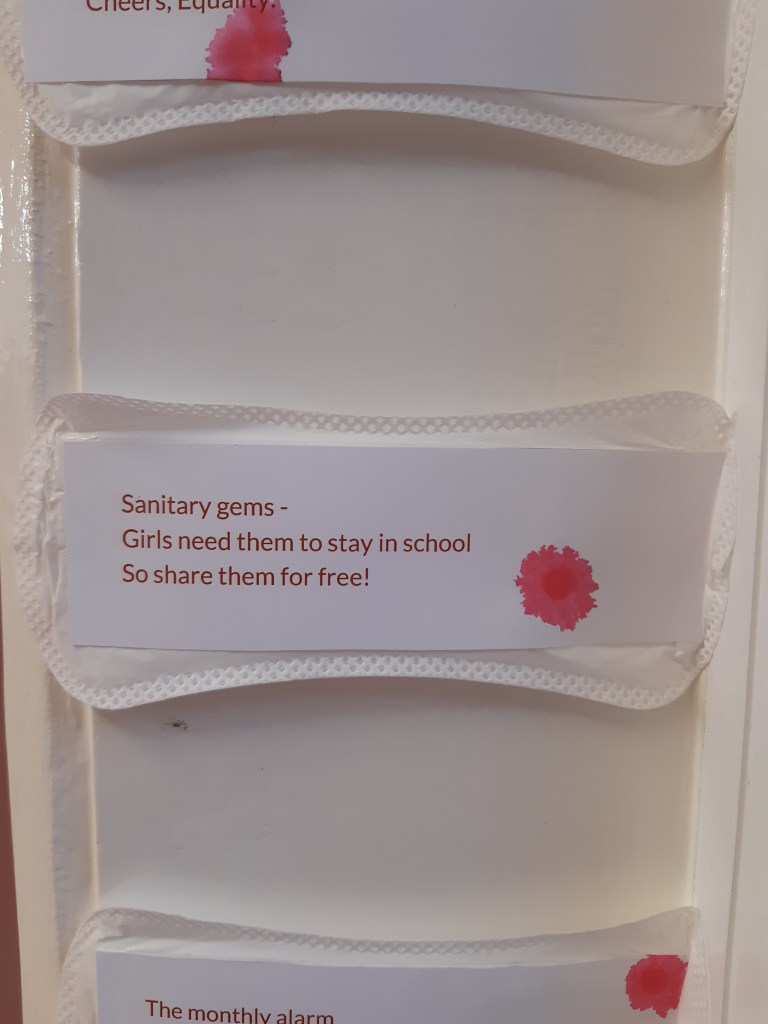 Cheers, Equality.
Sanitary gems -
Girls need them to stay in school
So share them for free!
The monthly alarm